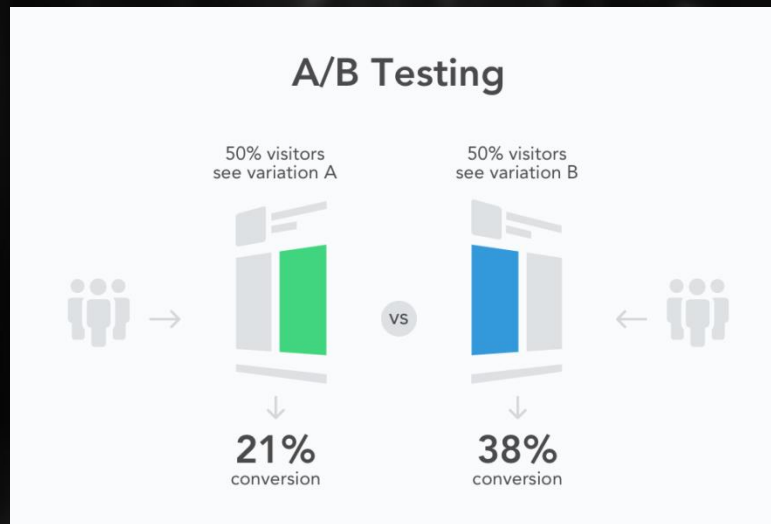 A/B Testing
50% visitors
see variation A
50% visitors
see variation B
vs
21%
conversion
38%
conversion